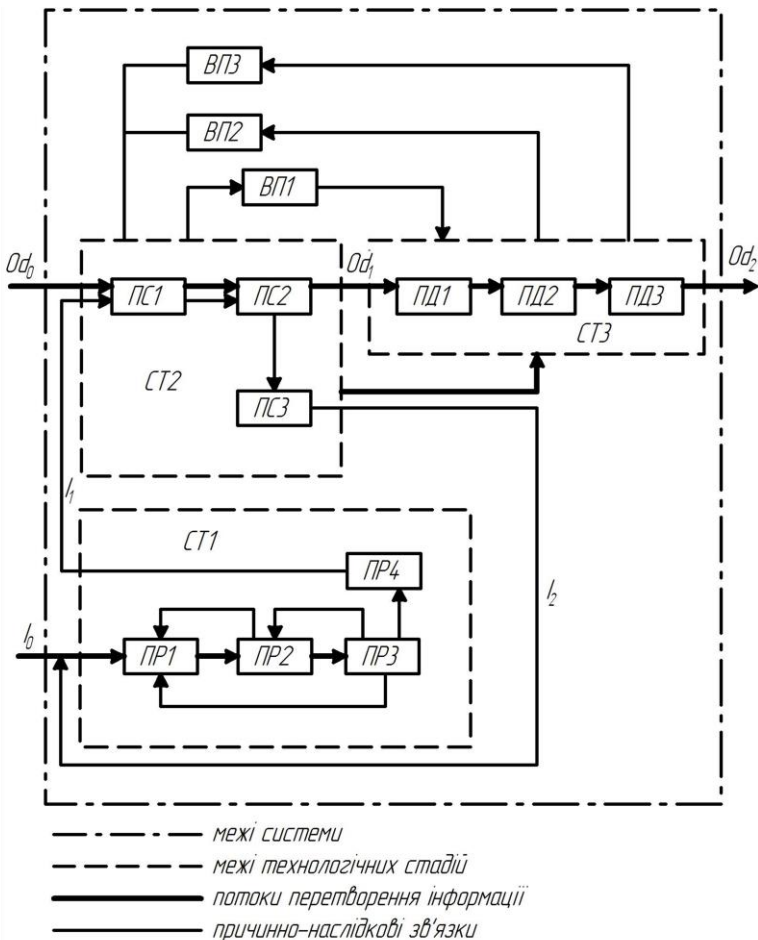 ВП3
ВП2
ВП1
Od₀
Od₁
Od₂
ПС1
ПС2
ПД1
ПД2
ПД3
СТ3
СТ2
ПС3
I₁
СТ1
ПР4
I₂
I₀
ПР1
ПР2
ПР3
межі системи
межі технологічних стадій
потоки перетворення інформації
причинно-наслідкові зв'язки